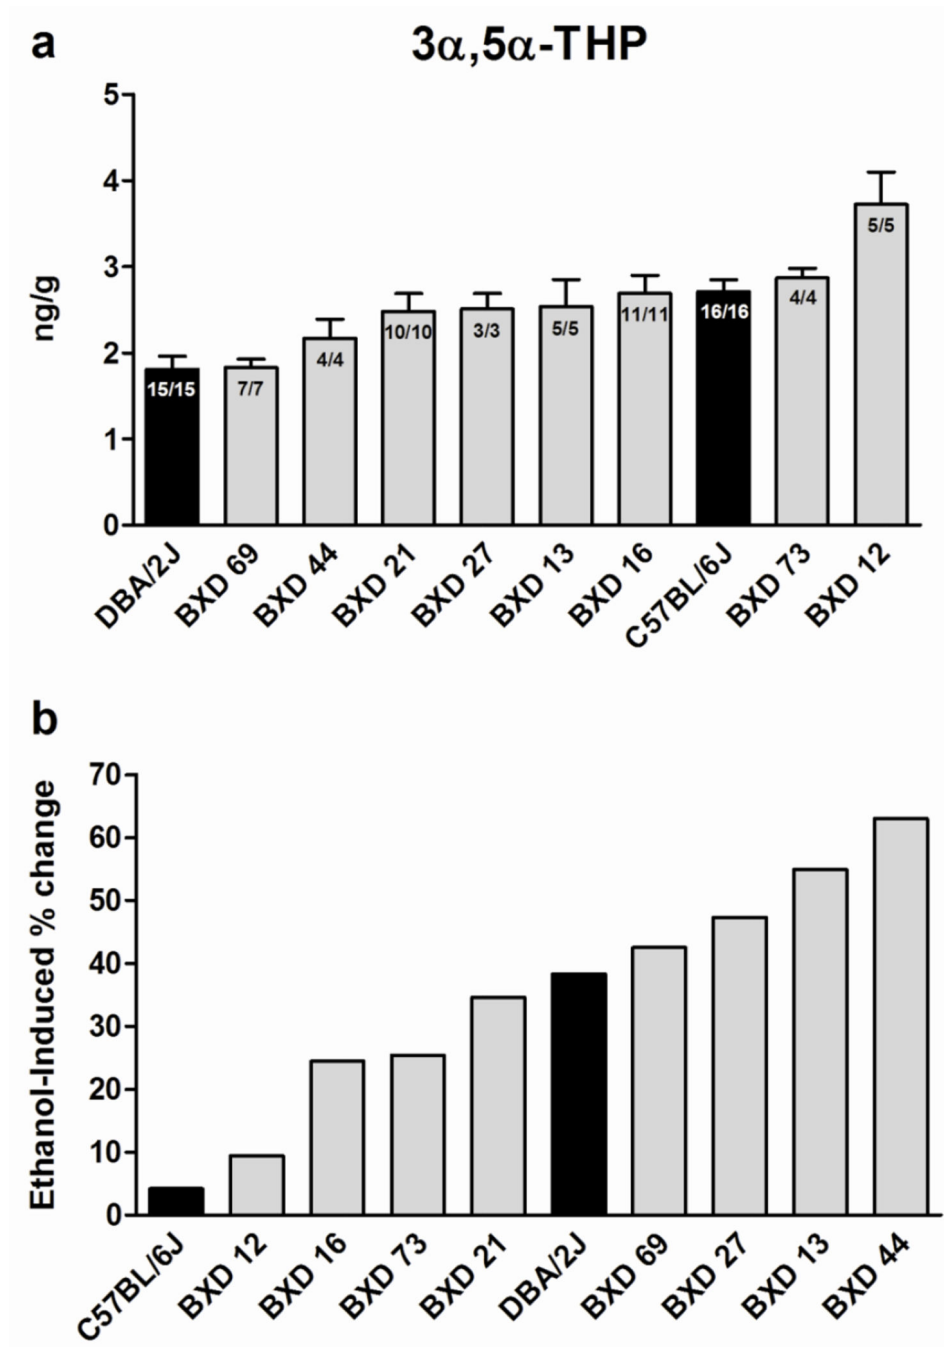 a
3α,5α-THP
5
4
3
2
1
0
ng/g
15/15
7/7
4/4
10/10
3/3
5/5
11/11
16/16
4/4
5/5
DBA/2J
BXD 69
BXD 44
BXD 21
BXD 27
BXD 13
BXD 16
C57BL/6J
BXD 73
BXD 12
b
70
60
50
40
30
20
10
0
Ethanol-Induced % change
C57BL/6J
BXD 12
BXD 16
BXD 73
BXD 21
DBA/2J
BXD 69
BXD 27
BXD 13
BXD 44